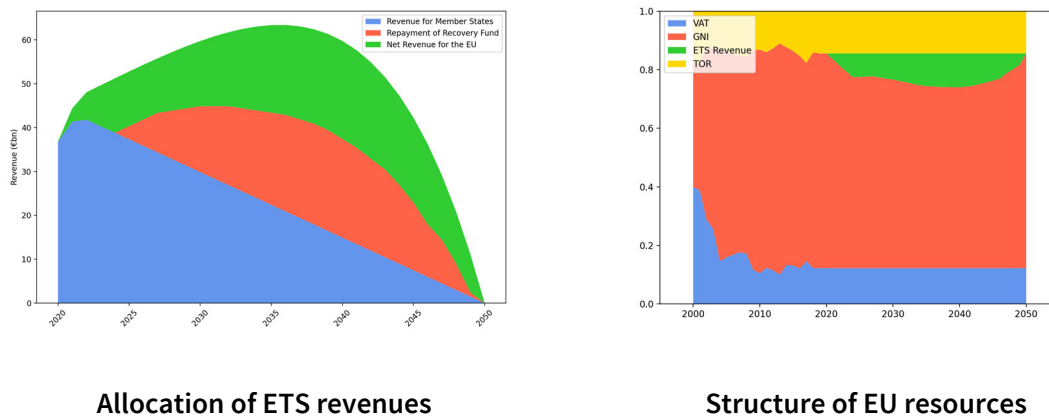 Revenue for Member States
Repayment of Recovery Fund
Net Revenue for the EU
Revenue (€bn)
60
50
40
30
20
10
0
2020
2025
2030
2035
2040
2045
2050
Allocation of ETS revenues
VAT
GNI
ETS Revenue
TOR
1.0
0.8
0.6
0.4
0.2
0.0
2000
2010
2020
2030
2040
2050
Structure of EU resources